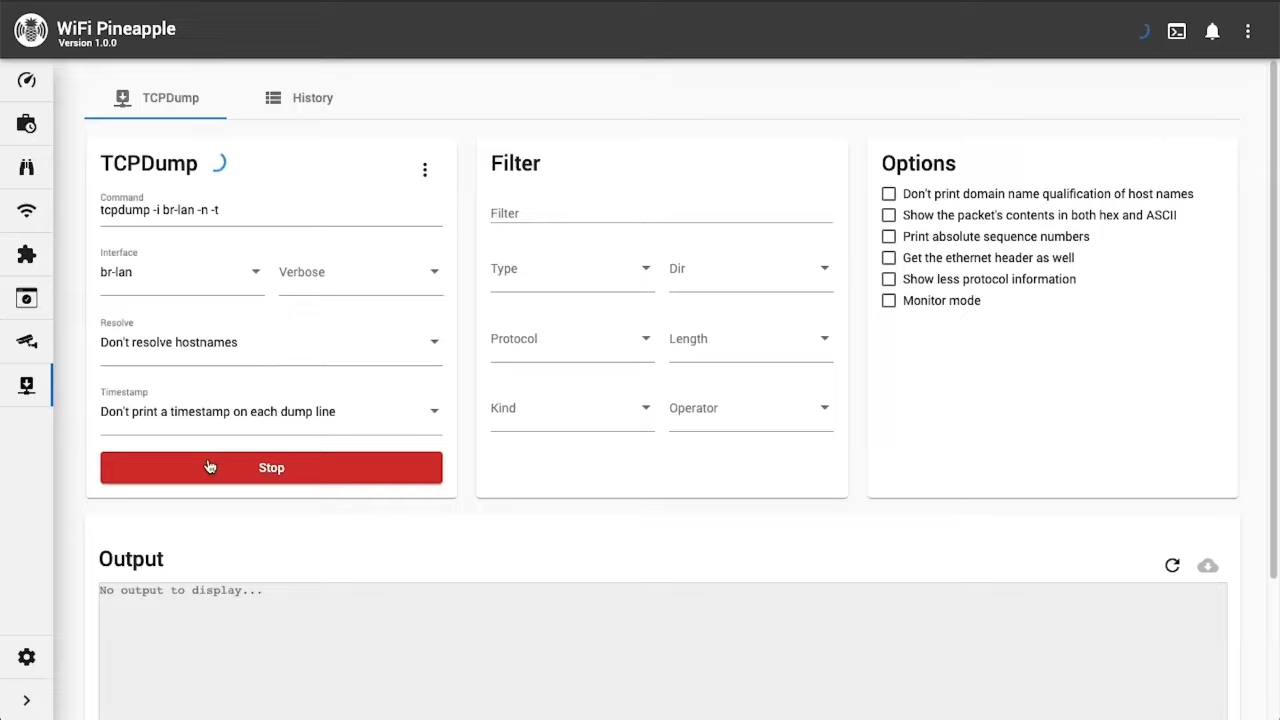 WiFi Pineapple
Version 1.0.0
TCPDump
History
TCPDump
Command
tcpdump -i br-lan -n -t
Interface
br-lan
Verbose
Resolve
Don't resolve hostnames
Timestamp
Don't print a timestamp on each dump line
Stop
Filter
Filter
Type
Dir
Protocol
Length
Kind
Operator
Options
Don't print domain name qualification of host names
Show the packet's contents in both hex and ASCII
Print absolute sequence numbers
Get the ethernet header as well
Show less protocol information
Monitor mode
Output
No output to display...